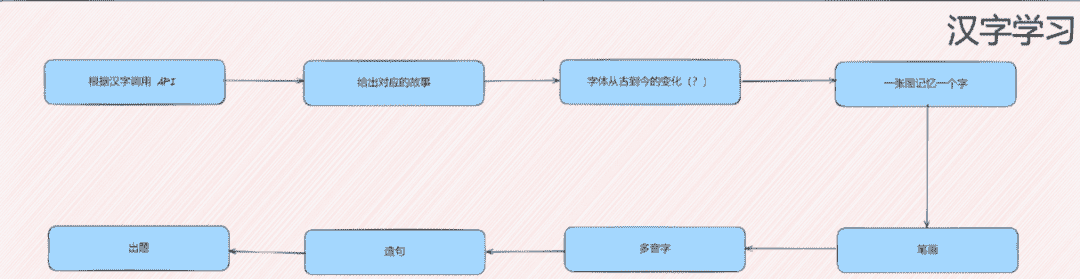 汉字学习
根据汉字调用 API
给出对应的故事
字体从古到今的变化（？）
一张图记忆一个字
笔画
多音字
造句
出题